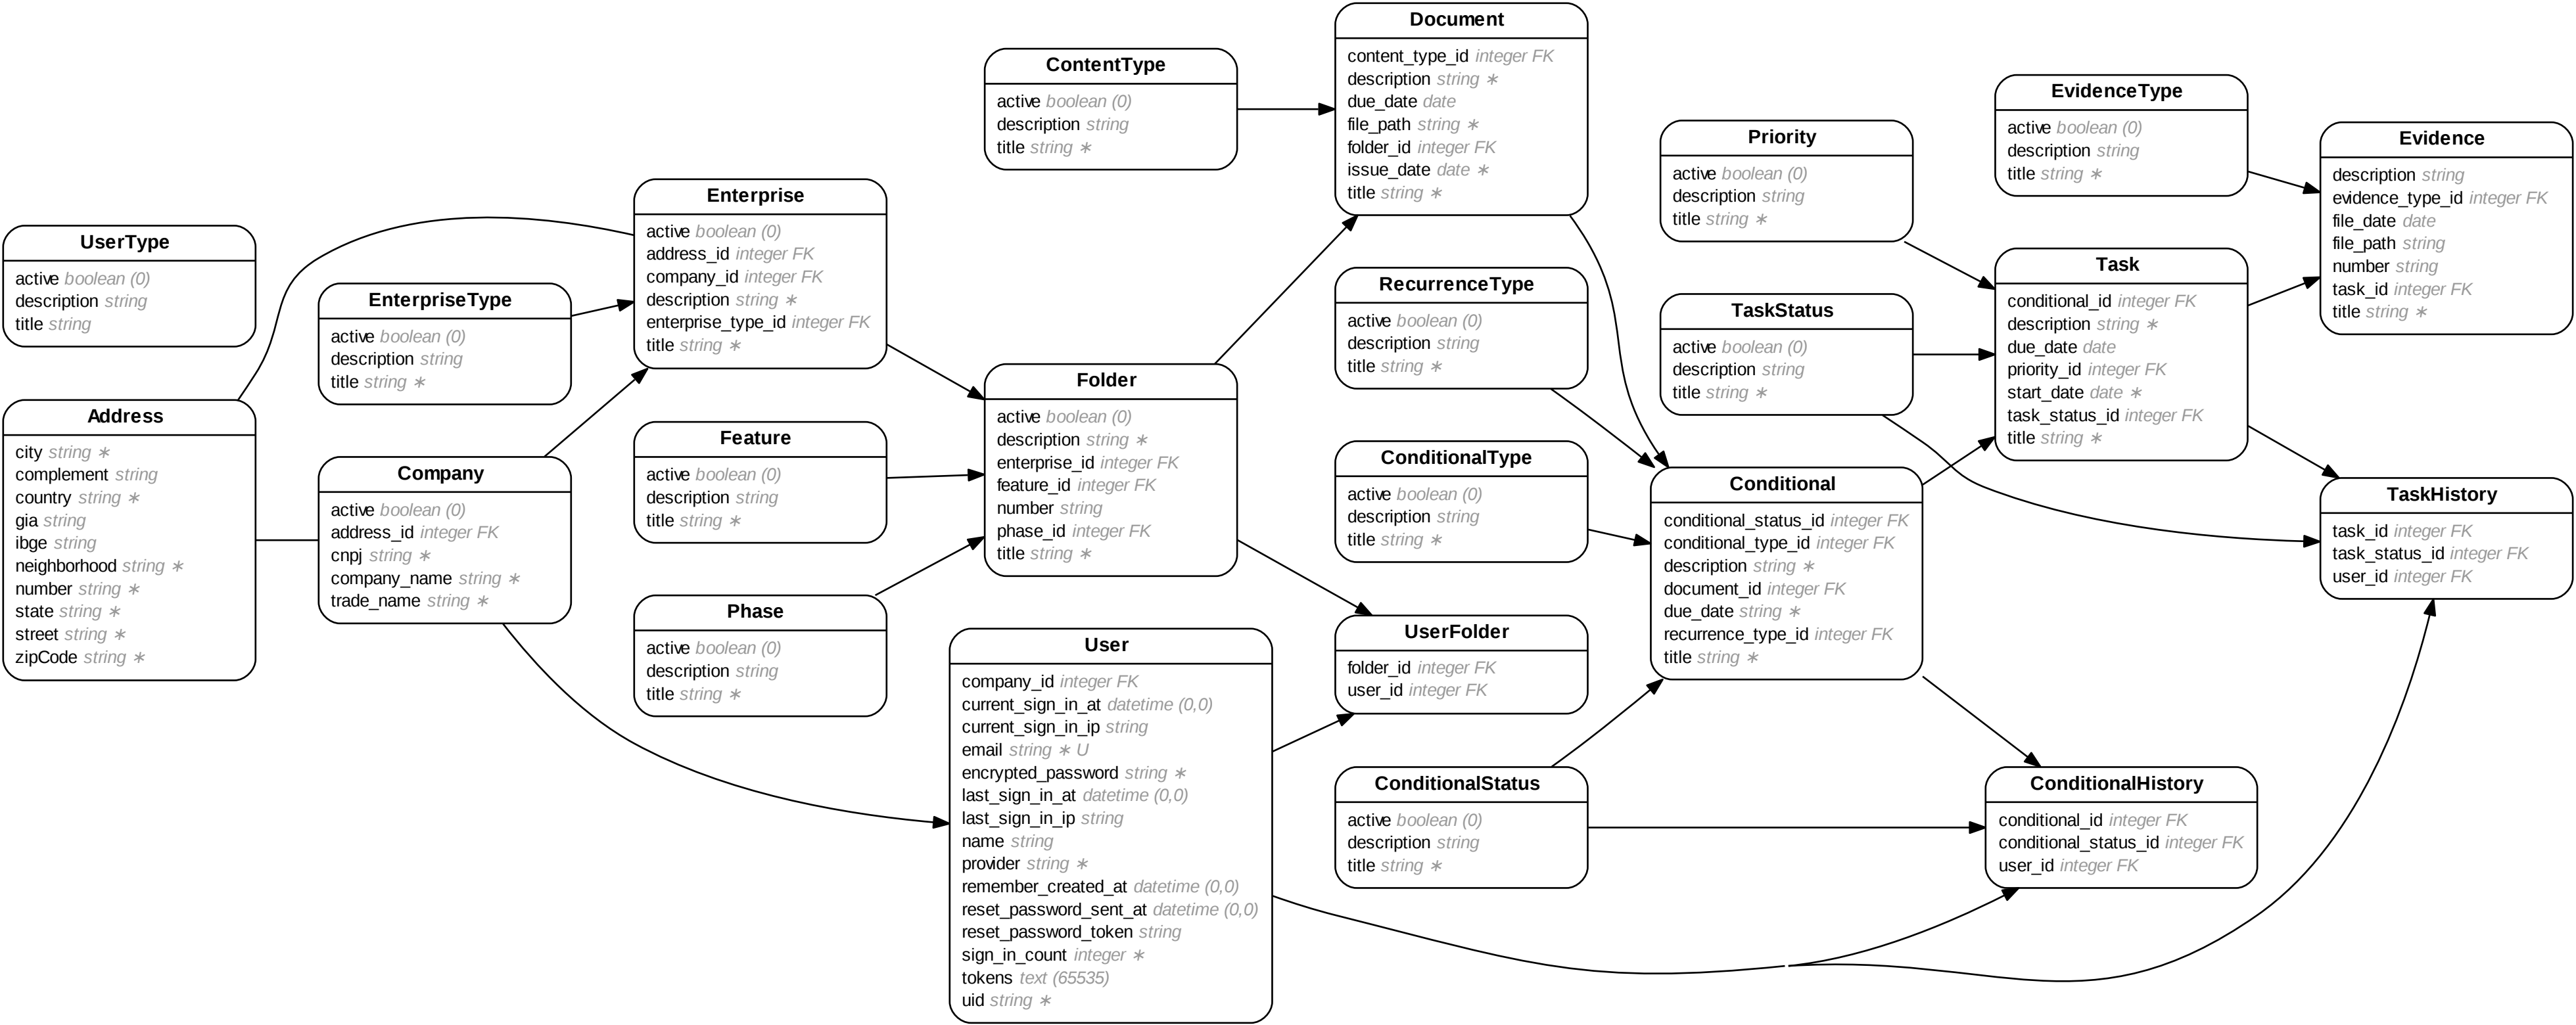 UserType
active boolean (0)
description string
title string
Address
city string ∗
complement string
country string ∗
gia string
ibge string
neighborhood string ∗
number string ∗
state string ∗
street string ∗
zipCode string ∗
EnterpriseType
active boolean (0)
description string
title string ∗
Company
active boolean (0)
address_id integer FK
cnpj string ∗
company_name string ∗
trade_name string ∗
Enterprise
active boolean (0)
address_id integer FK
company_id integer FK
description string ∗
enterprise_type_id integer FK
title string ∗
Feature
active boolean (0)
description string
title string ∗
Phase
active boolean (0)
description string
title string ∗
ContentType
active boolean (0)
description string
title string ∗
Folder
active boolean (0)
description string ∗
enterprise_id integer FK
feature_id integer FK
number string
phase_id integer FK
title string ∗
User
company_id integer FK
current_sign_in_at datetime (0,0)
current_sign_in_ip string
email string ∗ U
encrypted_password string ∗
last_sign_in_at datetime (0,0)
last_sign_in_ip string
name string
provider string ∗
remember_created_at datetime (0,0)
reset_password_sent_at datetime (0,0)
reset_password_token string
sign_in_count integer ∗
tokens text (65535)
uid string ∗
Document
content_type_id integer FK
description string ∗
due_date date
file_path string ∗
folder_id integer FK
issue_date date ∗
title string ∗
RecurrenceType
active boolean (0)
description string
title string ∗
ConditionalType
active boolean (0)
description string
title string ∗
UserFolder
folder_id integer FK
user_id integer FK
ConditionalStatus
active boolean (0)
description string
title string ∗
Priority
active boolean (0)
description string
title string ∗
TaskStatus
active boolean (0)
description string
title string ∗
Conditional
conditional_status_id integer FK
conditional_type_id integer FK
description string ∗
document_id integer FK
due_date string ∗
recurrence_type_id integer FK
title string ∗
EvidenceType
active boolean (0)
description string
title string ∗
Task
conditional_id integer FK
description string ∗
due_date date
priority_id integer FK
start_date date ∗
task_status_id integer FK
title string ∗
ConditionalHistory
conditional_id integer FK
conditional_status_id integer FK
user_id integer FK
Evidence
description string
evidence_type_id integer FK
file_date date
file_path string
number string
task_id integer FK
title string ∗
TaskHistory
task_id integer FK
task_status_id integer FK
user_id integer FK